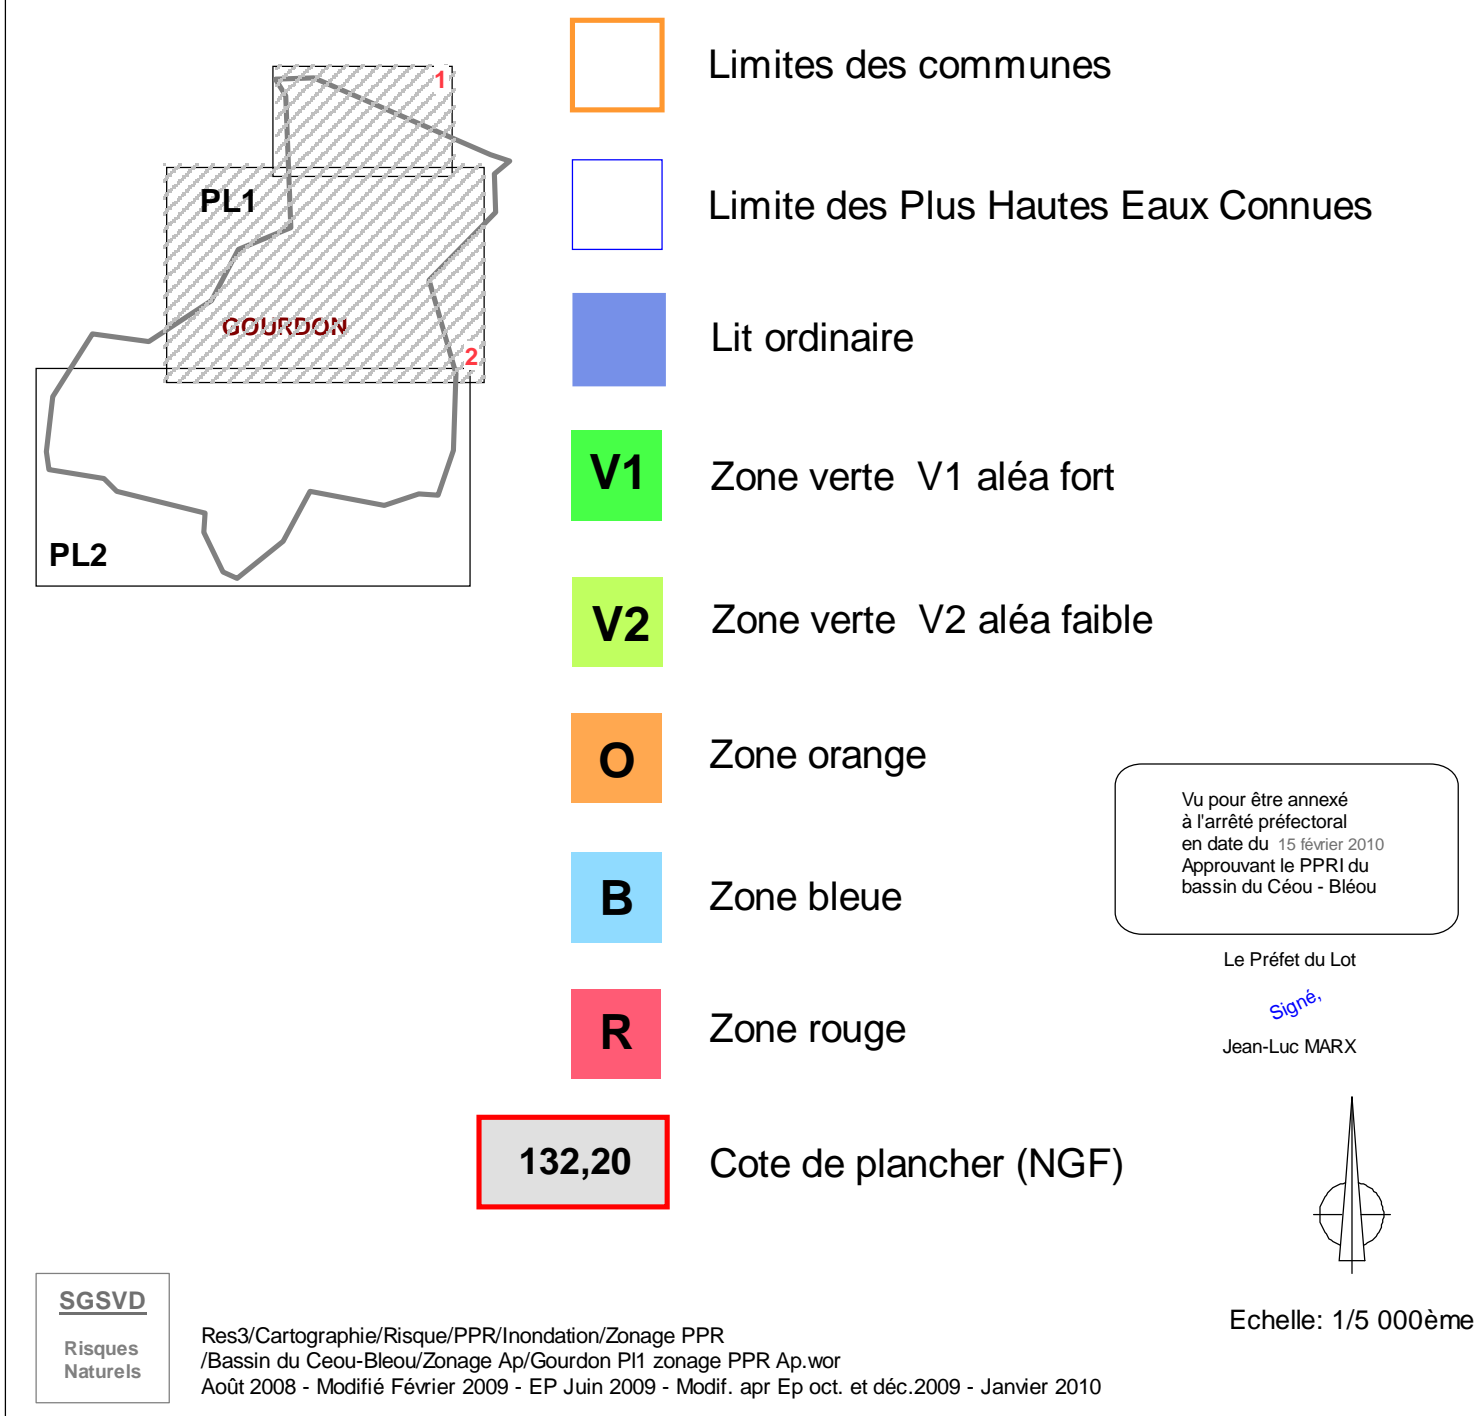 1
PL1
GOURDON
2
PL2
Limites des communes
Limite des Plus Hautes Eaux Connues
Lit ordinaire
V1 Zone verte V1 aléa fort
V2 Zone verte V2 aléa faible
O Zone orange
B Zone bleue
R Zone rouge
132,20 Cote de plancher (NGF)
Vu pour être annexé
à l'arrêté préfectoral
en date du 15 février 2010
Approuvant le PPRI du
bassin du Céou - Bléou
Le Préfet du Lot
Signé,
Jean-Luc MARX
Echelle: 1/5 000ème
SGSVD
Risques
Naturels
Res3/Cartographie/Risque/PPR/Inondation/Zonage PPR
/Bassin du Ceou-Bleou/Zonage Ap/Gourdon Pl1 zonage PPR Ap.wor
Août 2008 - Modifié Février 2009 - EP Juin 2009 - Modif. apr Ep oct. et déc.2009 - Janvier 2010